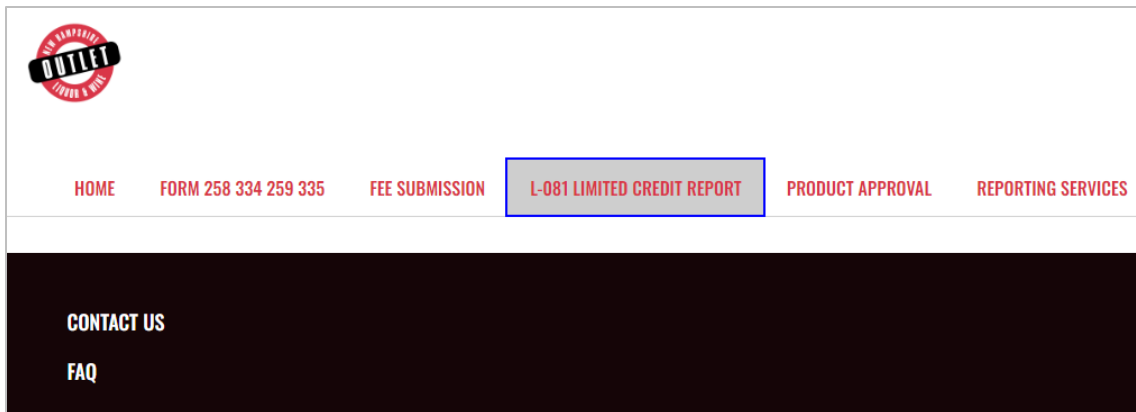 NEW HAMPSHIRE
OUTLET
LIQUOR & WINE
HOME FORM 258 334 259 335 FEE SUBMISSION L-081 LIMITED CREDIT REPORT PRODUCT APPROVAL REPORTING SERVICES
CONTACT US
FAQ